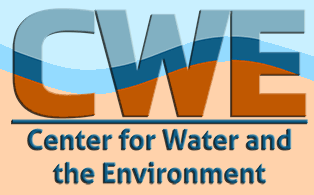 CWE
Center for Water and
the Environment